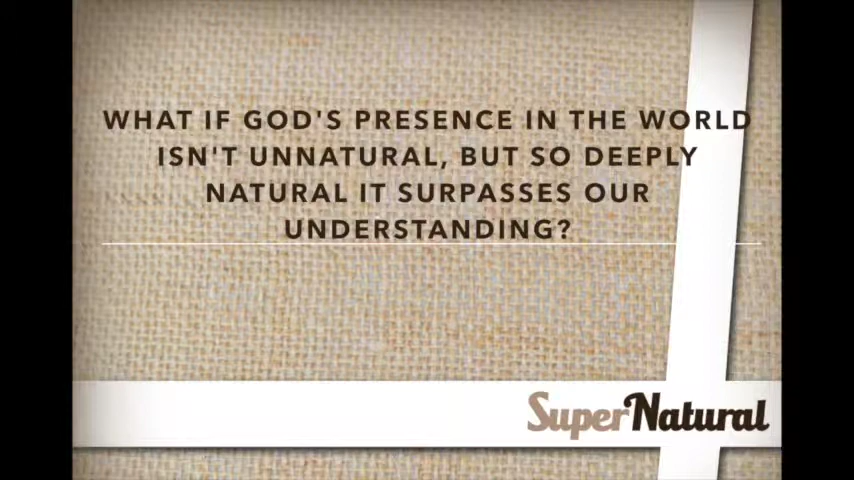 WHAT IF GOD'S PRESENCE IN THE WORLD
ISN'T UNNATURAL, BUT SO DEEPLY
NATURAL IT SURPASSES OUR
UNDERSTANDING?
SuperNatural